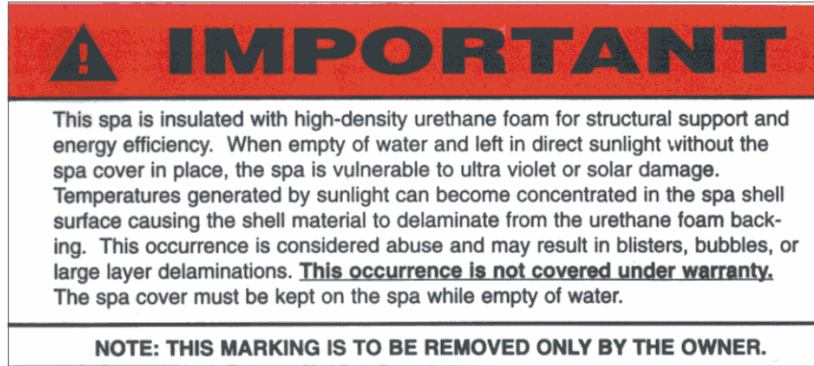 IMPORTANT
This spa is insulated with high-density urethane foam for structural support and
energy efficiency. When empty of water and left in direct sunlight without the
spa cover in place, the spa is vulnerable to ultra violet or solar damage.
Temperatures generated by sunlight can become concentrated in the spa shell
surface causing the shell material to delaminate from the urethane foam back-
ing. This occurrence is considered abuse and may result in blisters, bubbles, or
large layer delaminations. This occurrence is not covered under warranty.
The spa cover must be kept on the spa while empty of water.
NOTE: THIS MARKING IS TO BE REMOVED ONLY BY THE OWNER.